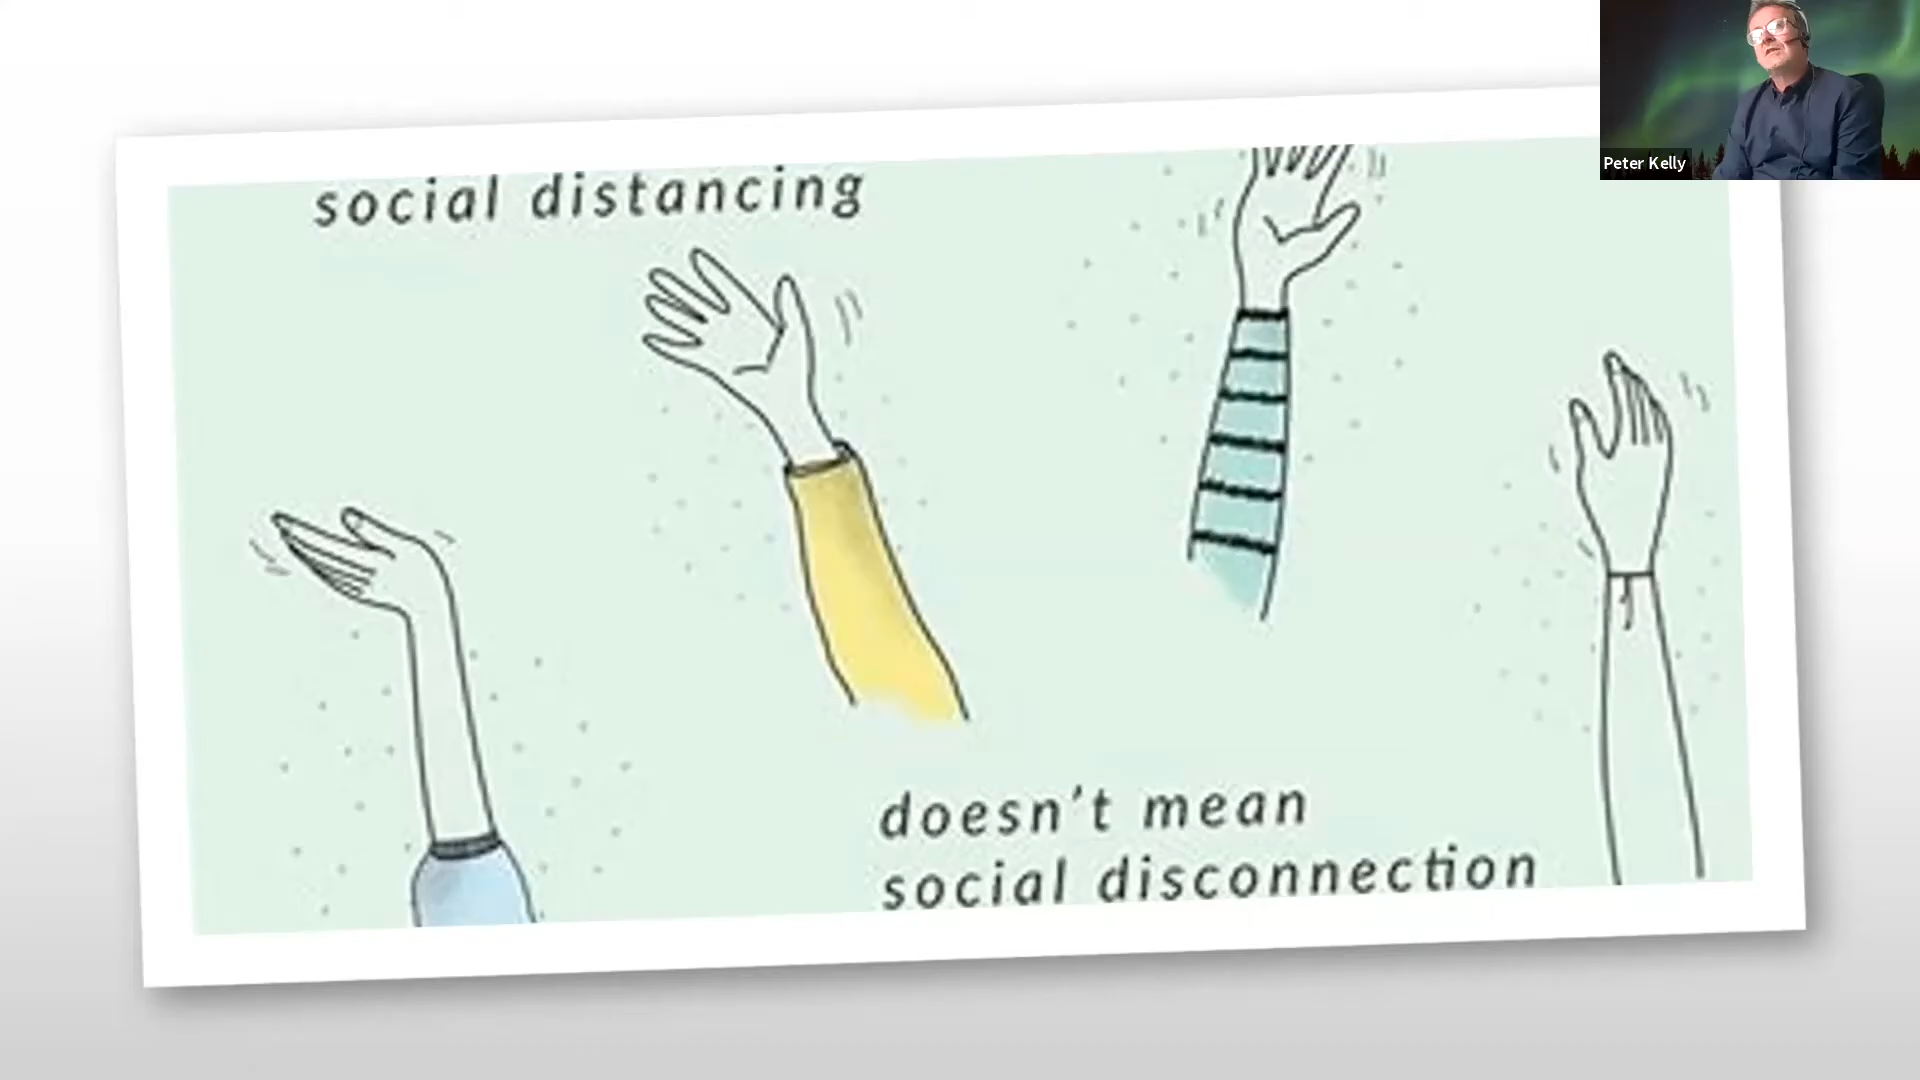 Peter Kelly
social distancing
doesn't mean
social disconnection